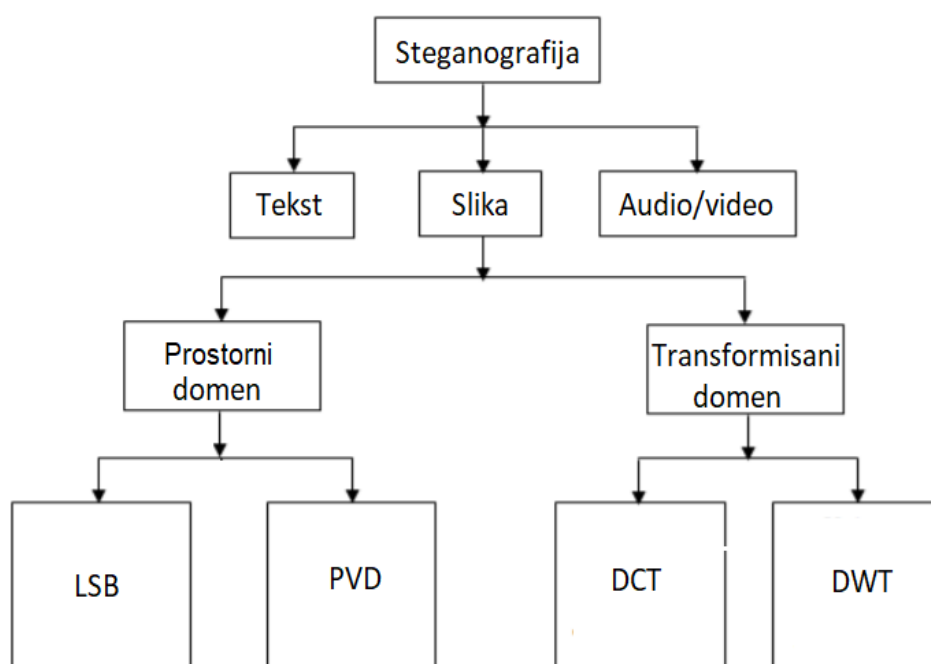 Steganografija
Tekst
Slika
Audio/video
Prostorni
domen
Transformisani
domen
LSB
PVD
DCT
DWT